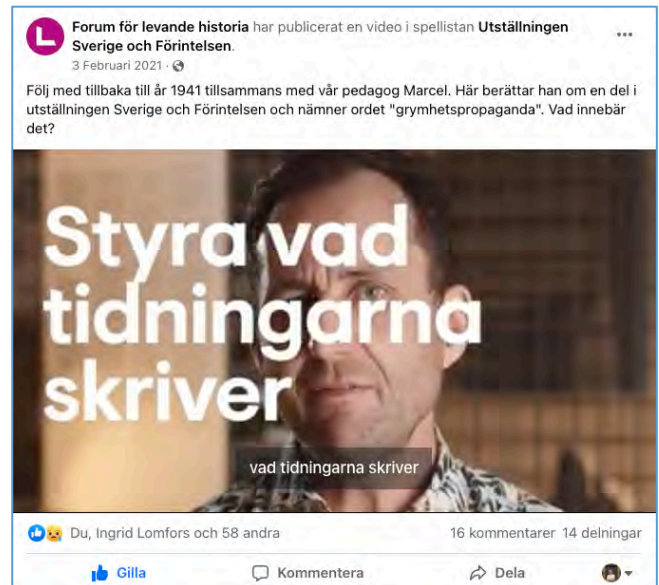 Forum för levande historia har publicerat en video i spellistan Utställningen
Sverige och Förintelsen.
3 Februari 2021 ·
Följ med tillbaka till år 1941 tillsammans med vår pedagog Marcel. Här berättar han om en del i
utställningen Sverige och Förintelsen och nämner ordet "grymhetspropaganda". Vad innebär
det?
Styra vad
tidningarna
skriver
vad tidningarna skriver
Du, Ingrid Lomfors och 58 andra 16 kommentarer 14 delningar
Gilla Kommentera Dela